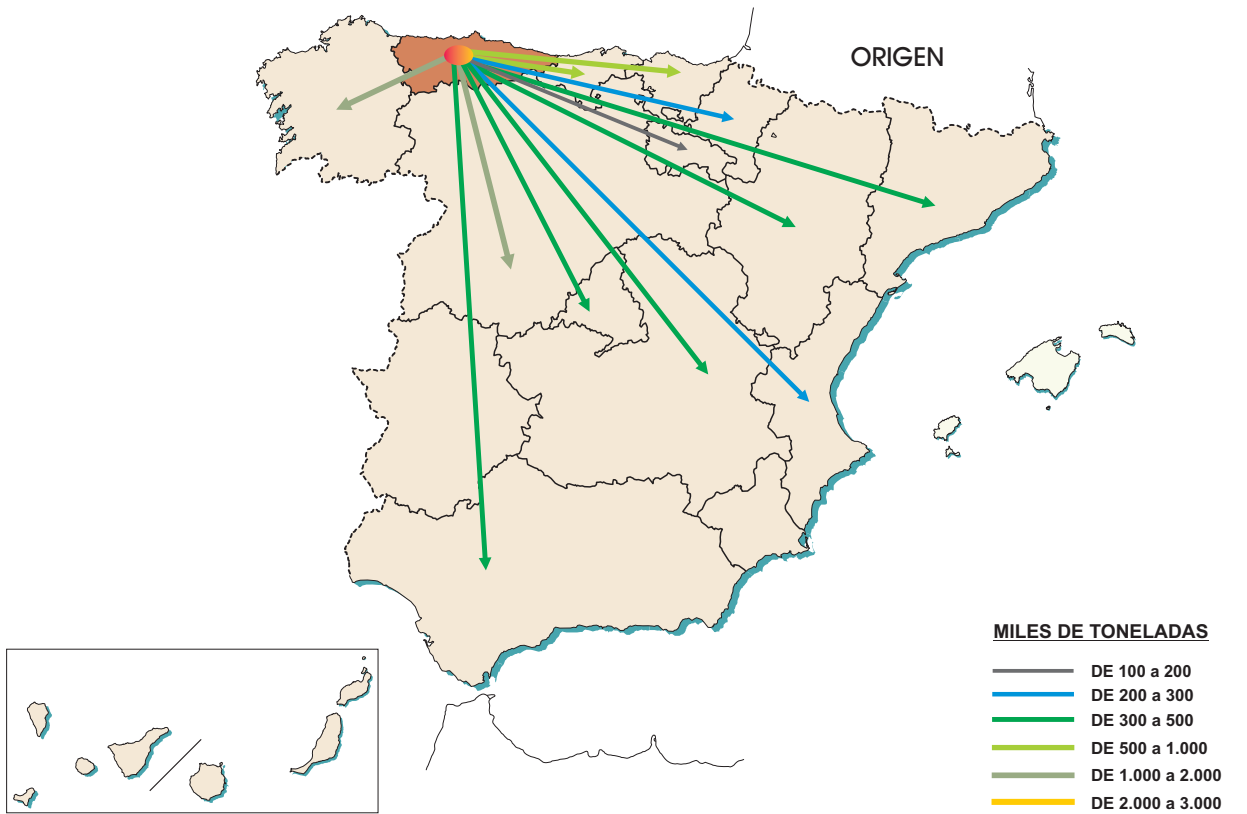 ORIGEN
MILES DE TONELADAS
DE 100 a 200
DE 200 a 300
DE 300 a 500
DE 500 a 1.000
DE 1.000 a 2.000
DE 2.000 a 3.000